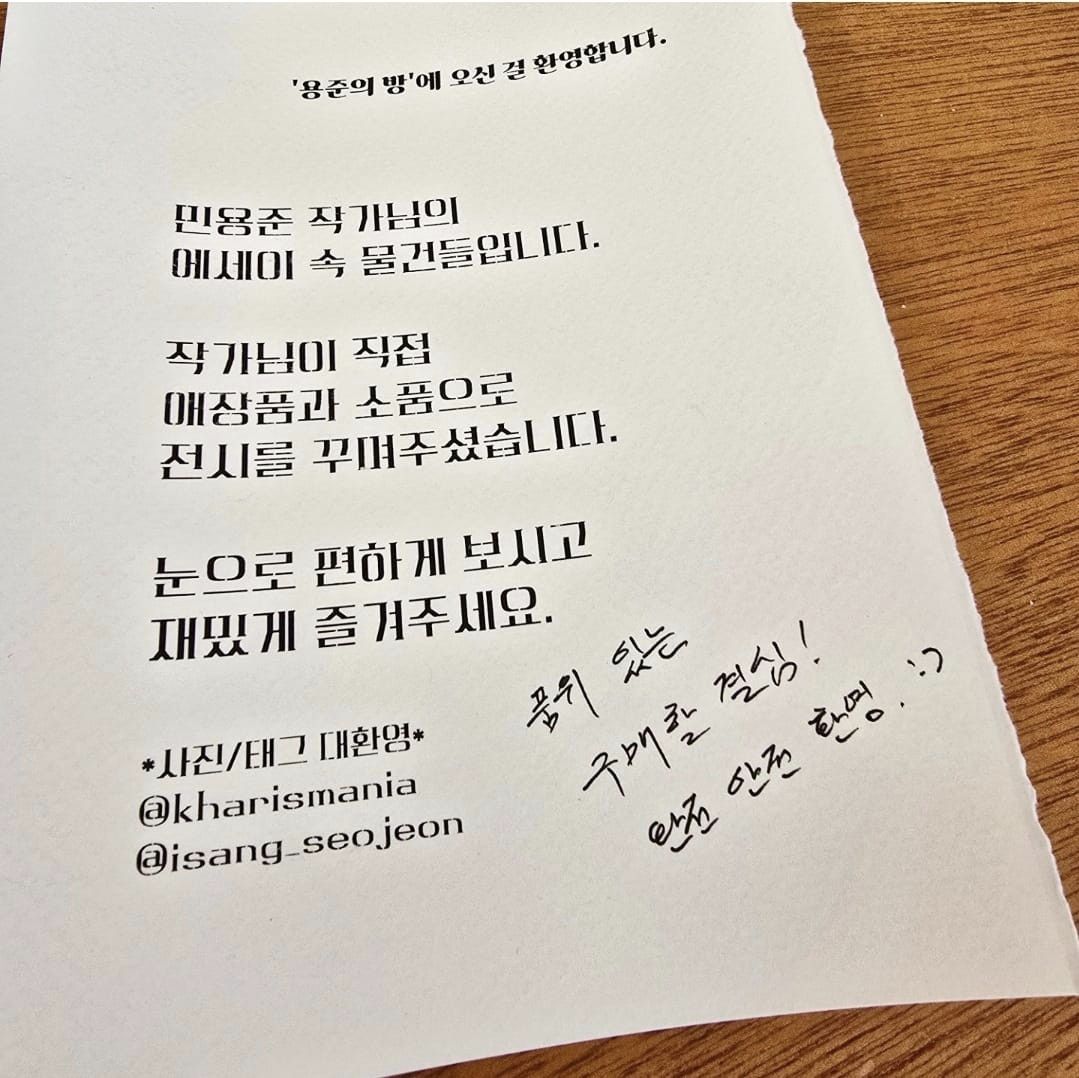 '용준의 방'에 오신 걸 환영합니다.
민용준 작가님의
에세이 속 물건들입니다.
작가님이 직접
애장품과 소품으로
전시를 꾸며주셨습니다.
눈으로 편하게 보시고
재밌게 즐겨주세요.
*사진/태그 대환영*
@kharismania
@isang_seojeon
품위 있는
구매할 결심!
완전 완전 환영. :-)